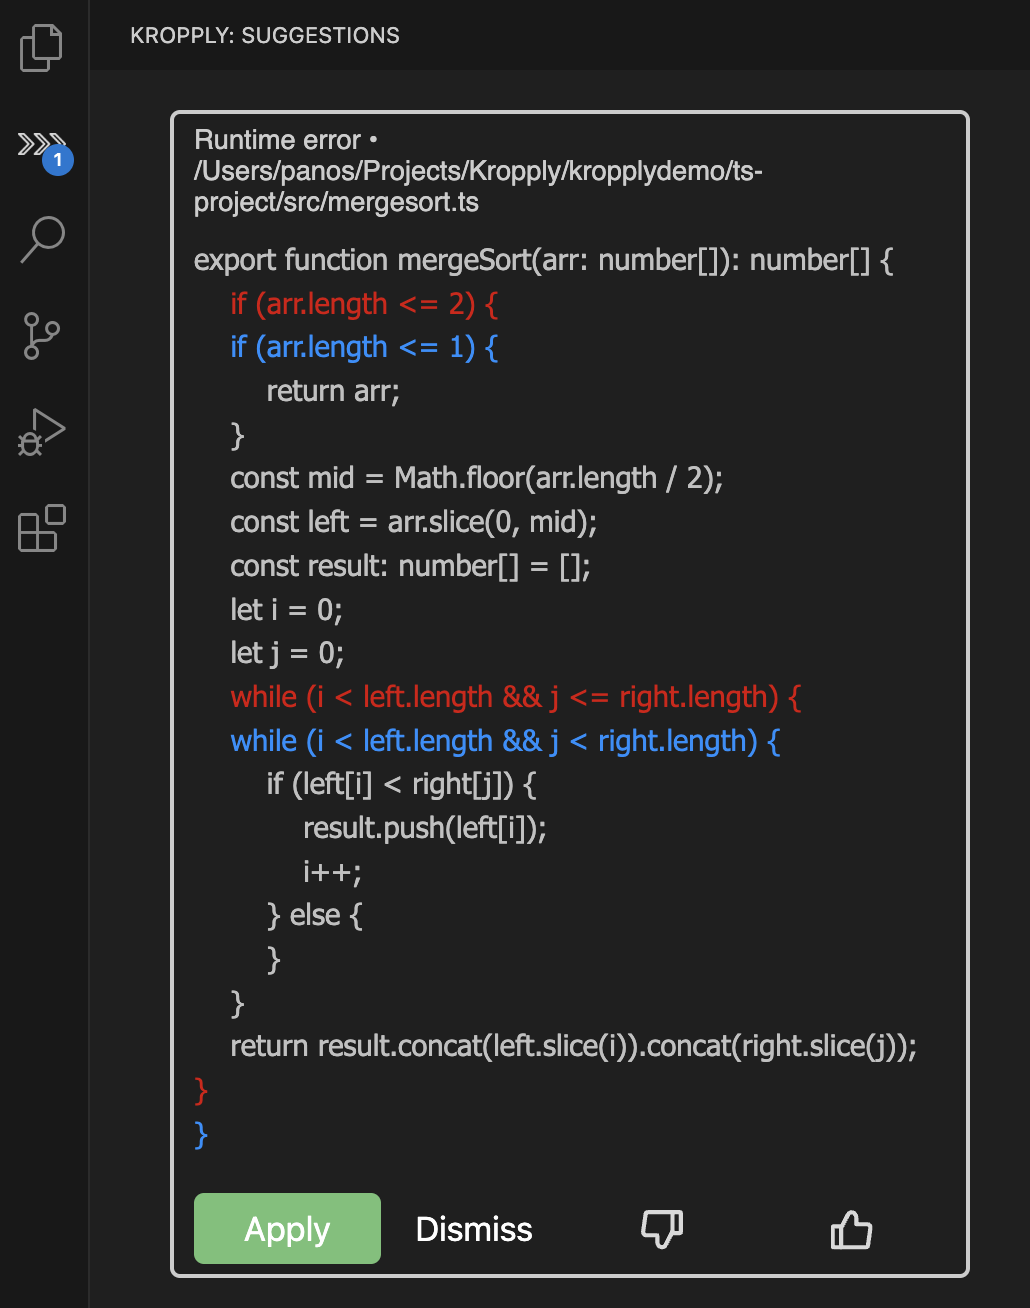 KROPPLY: SUGGESTIONS
1
Runtime error •
/Users/panos/Projects/Kropply/kropplydemo/ts-
project/src/mergesort.ts
export function mergeSort(arr: number[]): number[] {
if (arr.length <= 2) {
if (arr.length <= 1) {
return arr;
}
const mid = Math.floor(arr.length / 2);
const left = arr.slice(0, mid);
const result: number[] = [];
let i = 0;
let j = 0;
while (i < left.length && j <= right.length) {
while (i < left.length && j < right.length) {
if (left[i] < right[j]) {
result.push(left[i]);
i++;
} else {
}
}
return result.concat(left.slice(i)).concat(right.slice(j));
}
}
Apply Dismiss